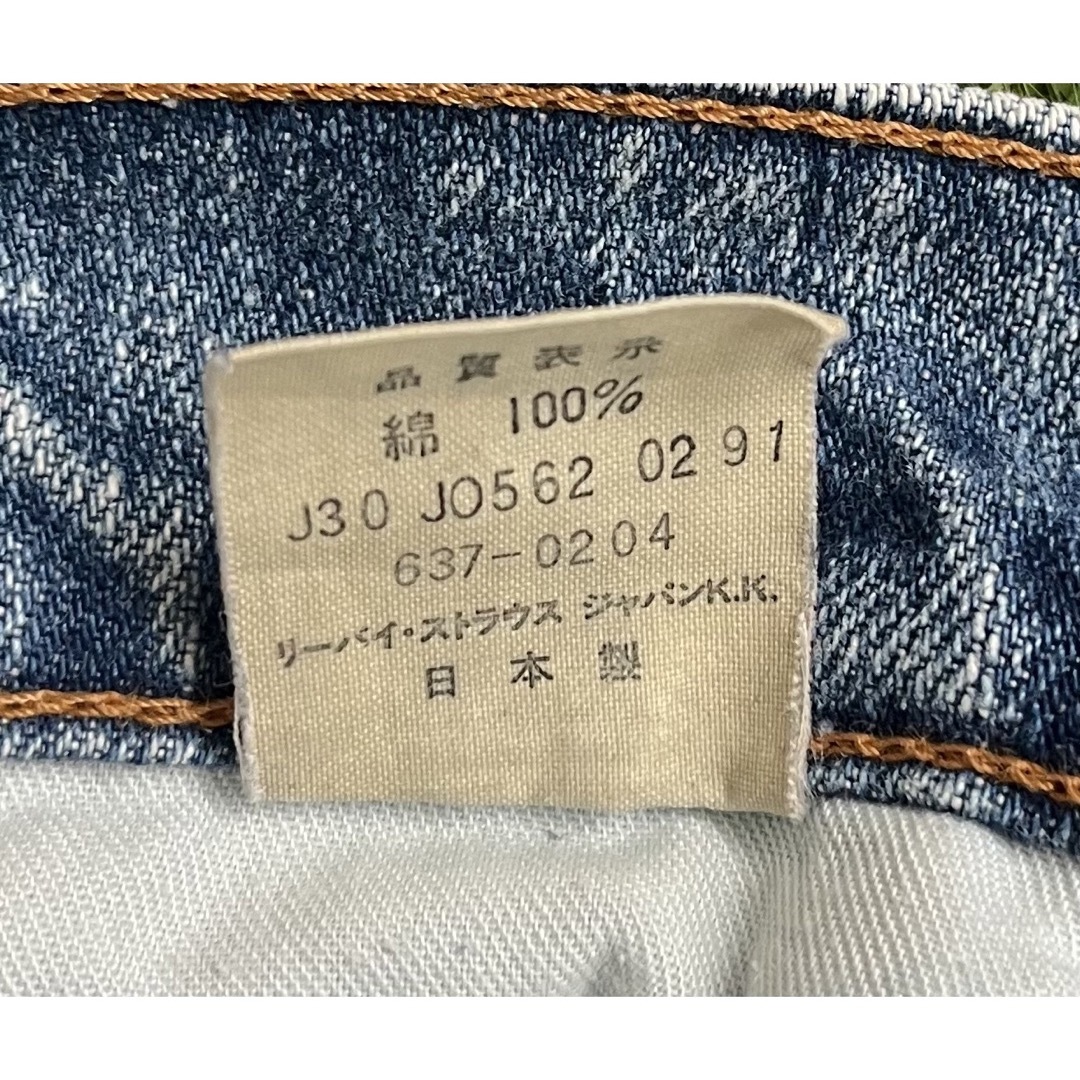 品質表示
綿 100%
J30 J0562 0291
637-0204
リーバイ・ストラウス ジャパンK.K.
日本製